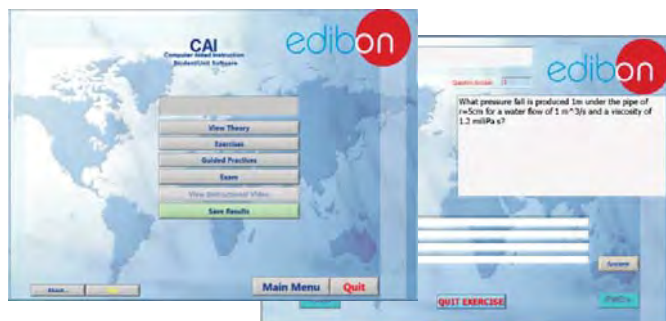 CAI
Computer Aided Instruction
Student/Unit Software
edibon
View Theory
Exercises
Guided Practices
Exam
View Instructional Video
Save Results
About...
Main Menu
Quit
edibon
What pressure fall is produced 1m under the pipe of
r=5cm for a water flow of 1 m^3/s and a viscosity of
1.2 miliPa s?
Answer
QUIT EXERCISE